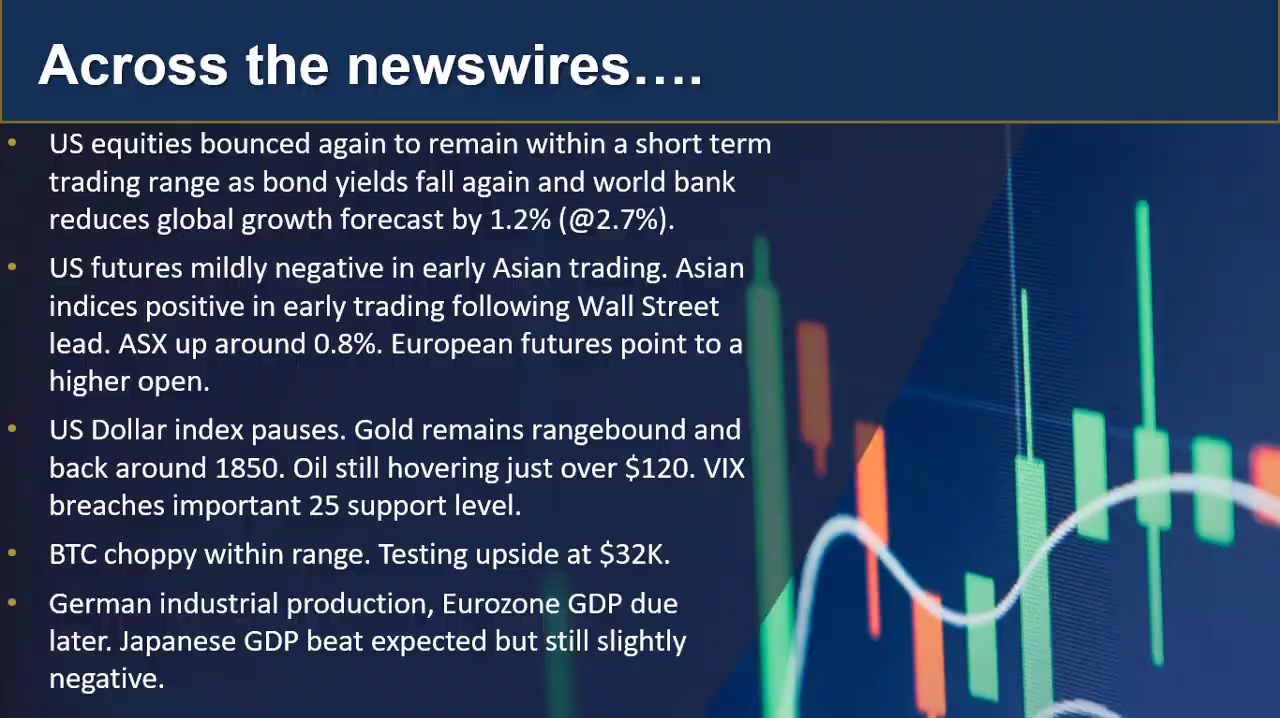 Across the newswires....
• US equities bounced again to remain within a short term
trading range as bond yields fall again and world bank
reduces global growth forecast by 1.2% (@2.7%).
• US futures mildly negative in early Asian trading. Asian
indices positive in early trading following Wall Street
lead. ASX up around 0.8%. European futures point to a
higher open.
• US Dollar index pauses. Gold remains rangebound and
back around 1850. Oil still hovering just over $120. VIX
breaches important 25 support level.
• BTC choppy within range. Testing upside at $32K.
• German industrial production, Eurozone GDP due
later. Japanese GDP beat expected but still slightly
negative.